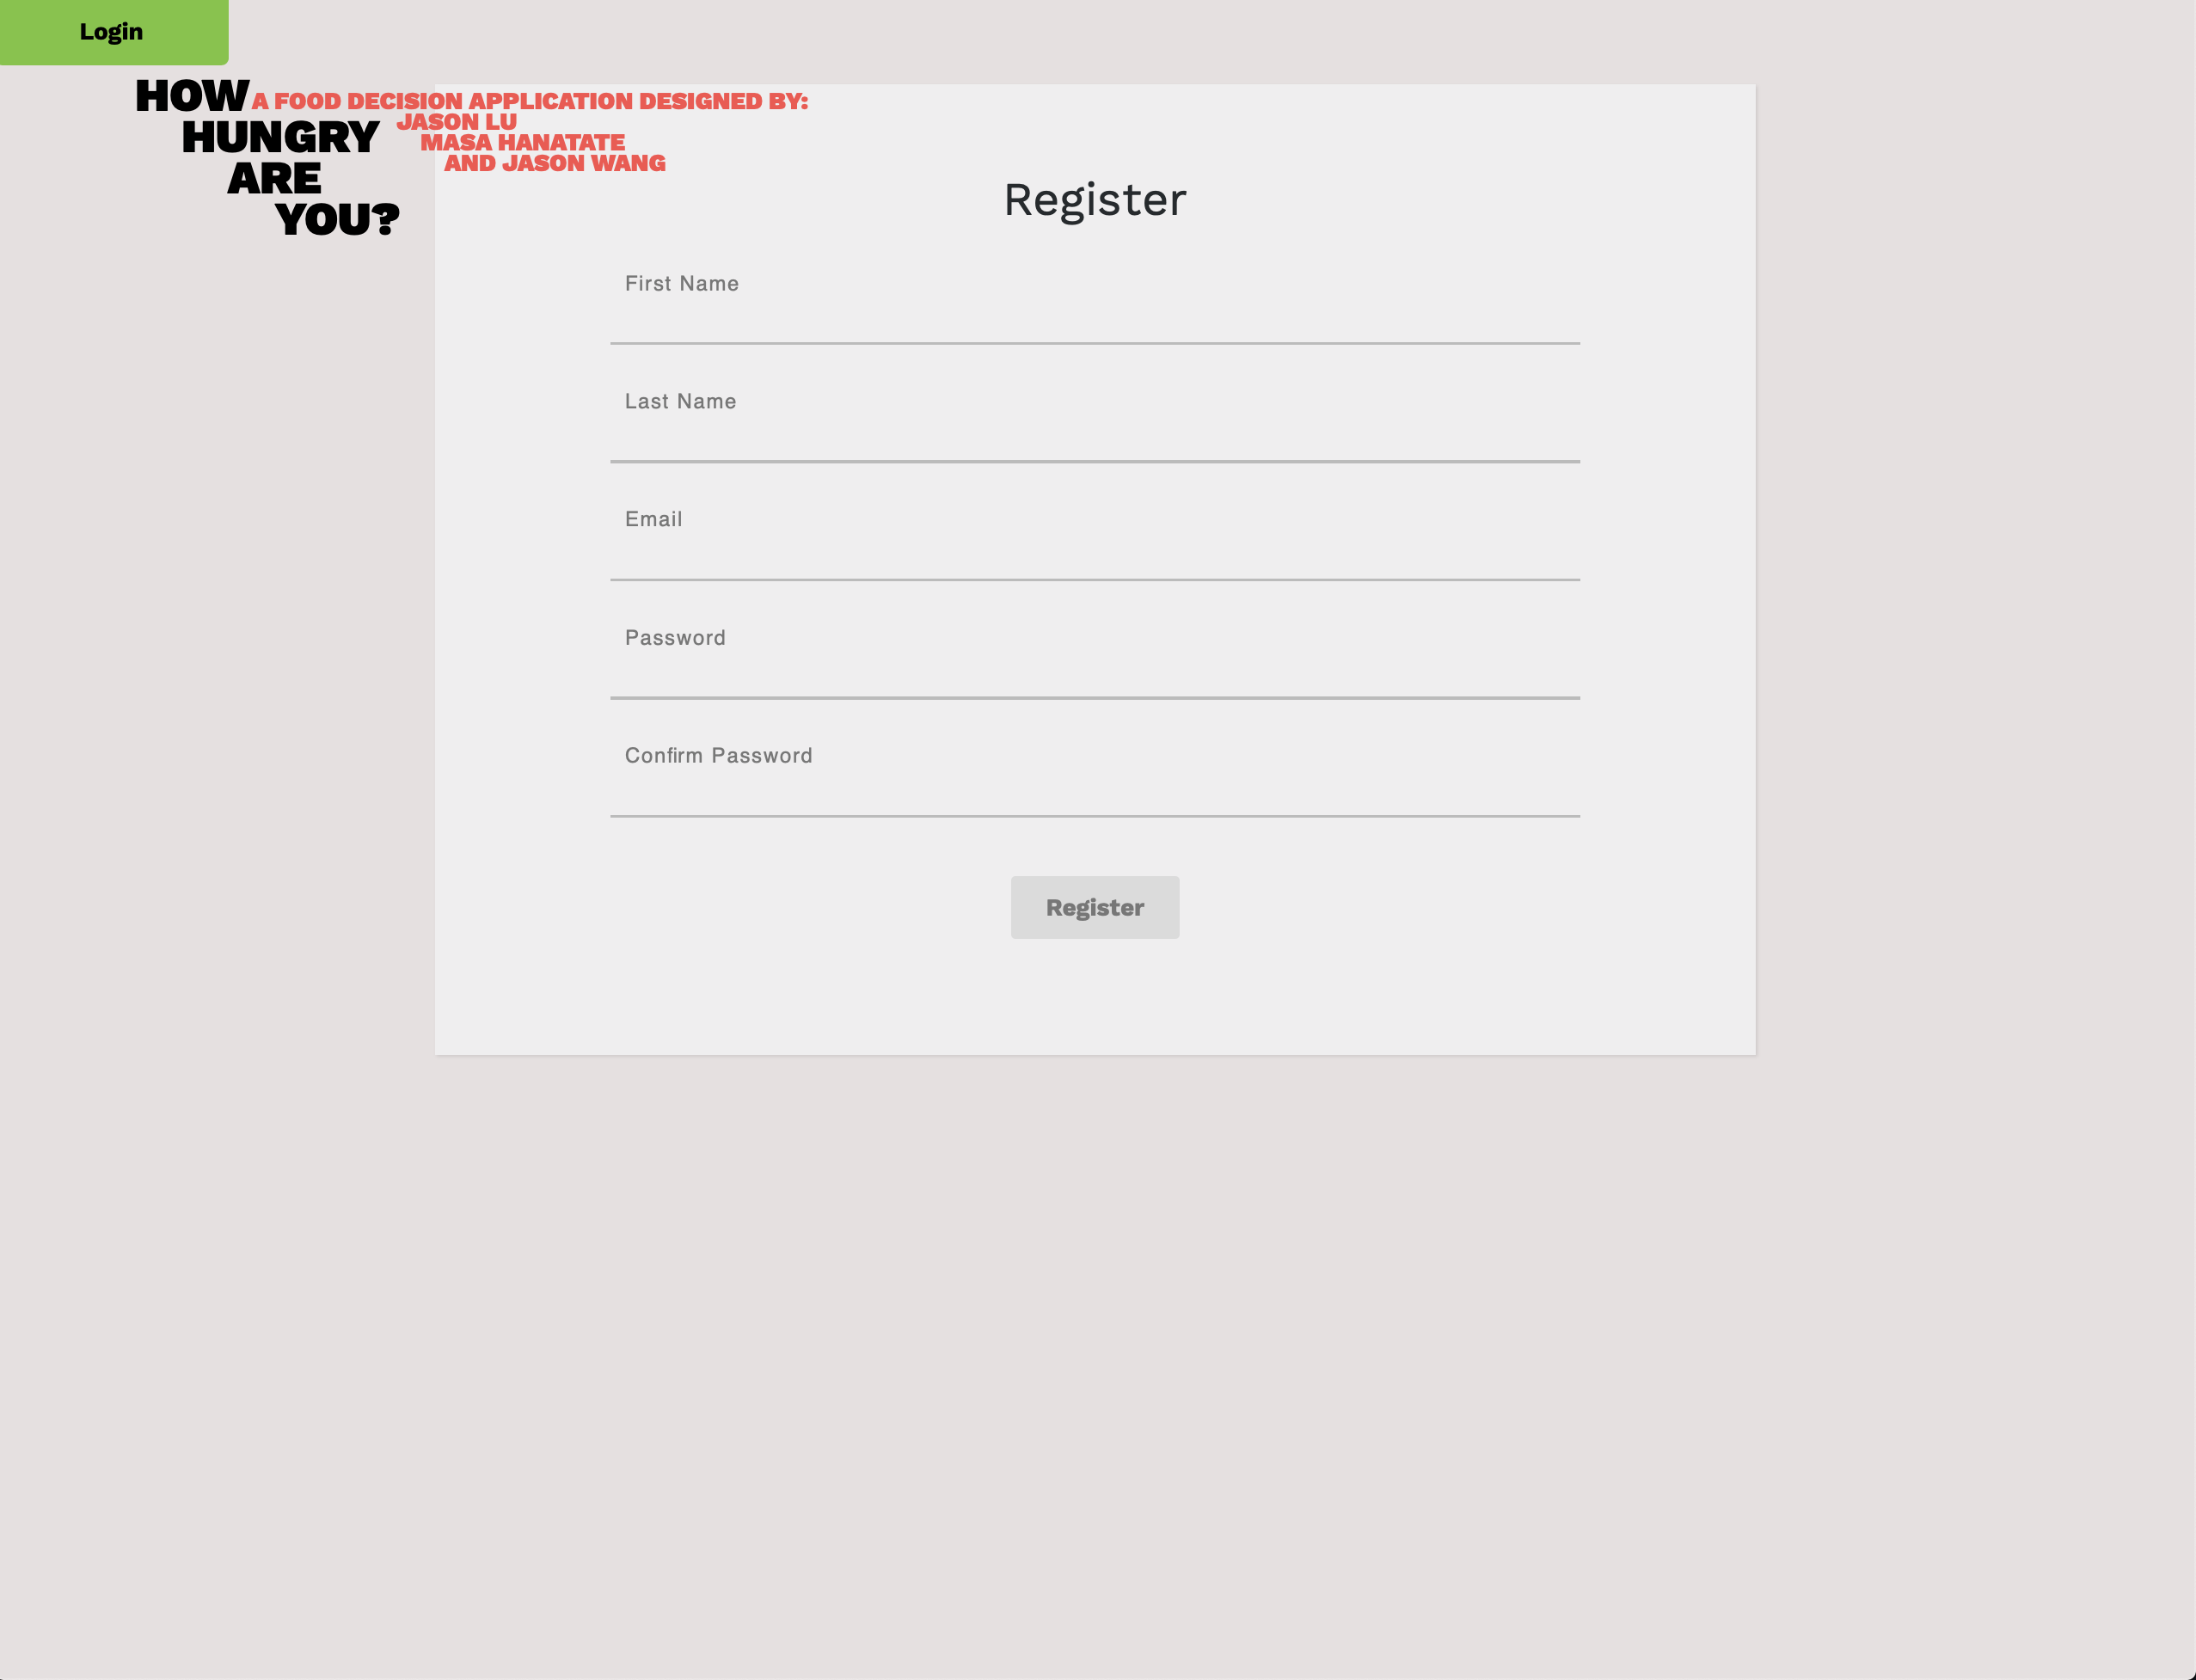 Login
HOW
HUNGRY
ARE
YOU?
A FOOD DECISION APPLICATION DESIGNED BY:
JASON LU
MASA HANATATE
AND JASON WANG
Register
First Name
Last Name
Email
Password
Confirm Password
Register